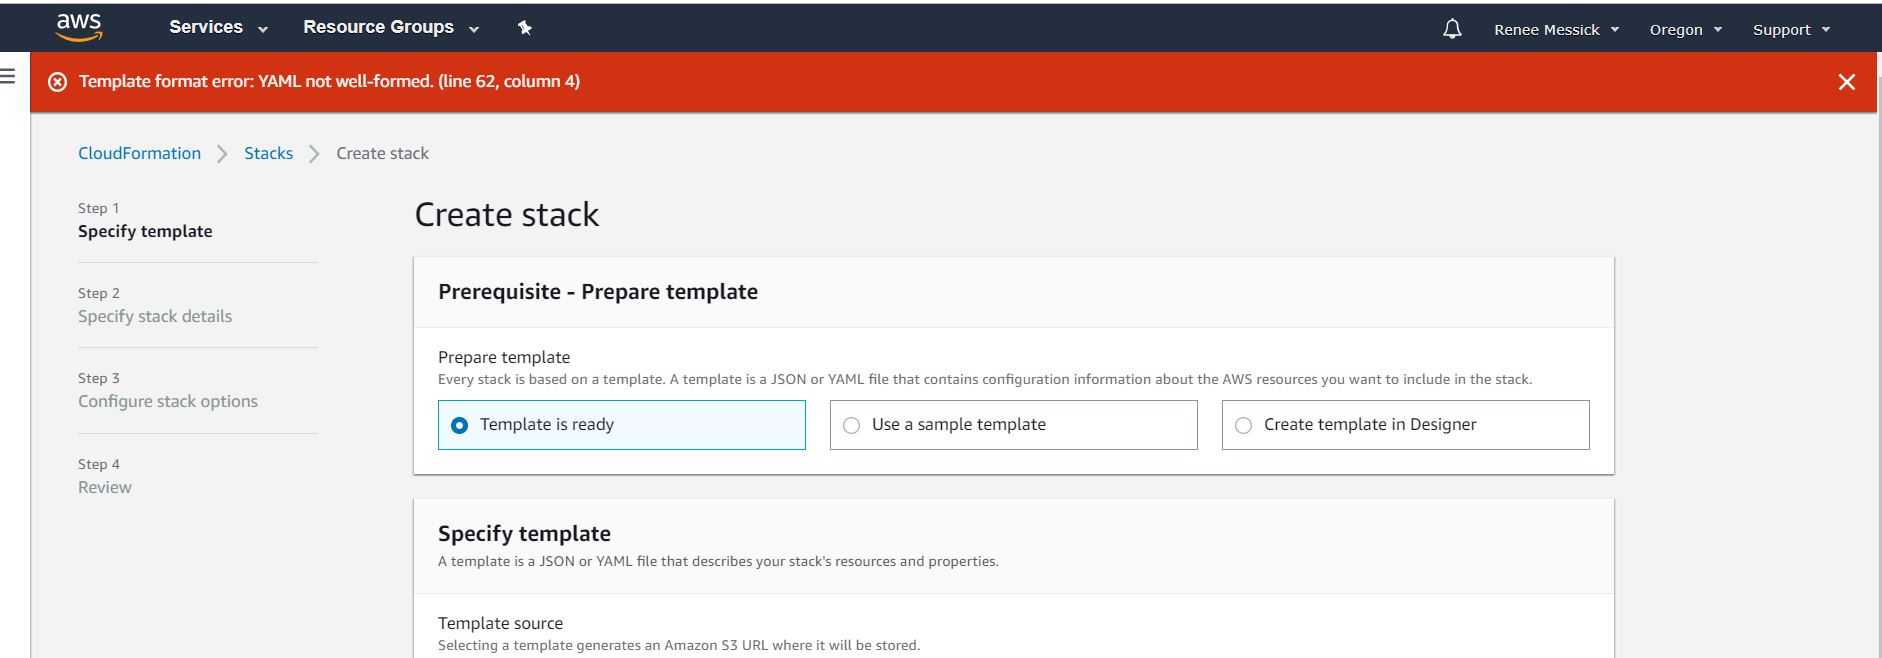 aws Services Resource Groups Renee Messick Oregon Support
Template format error: YAML not well-formed. (line 62, column 4)
CloudFormation Stacks Create stack
Step 1
Specify template
Step 2
Specify stack details
Step 3
Configure stack options
Step 4
Review
Create stack
Prerequisite - Prepare template
Prepare template
Every stack is based on a template. A template is a JSON or YAML file that contains configuration information about the AWS resources you want to include in the stack.
Template is ready Use a sample template Create template in Designer
Specify template
A template is a JSON or YAML file that describes your stack's resources and properties.
Template source
Selecting a template generates an Amazon S3 URL where it will be stored.